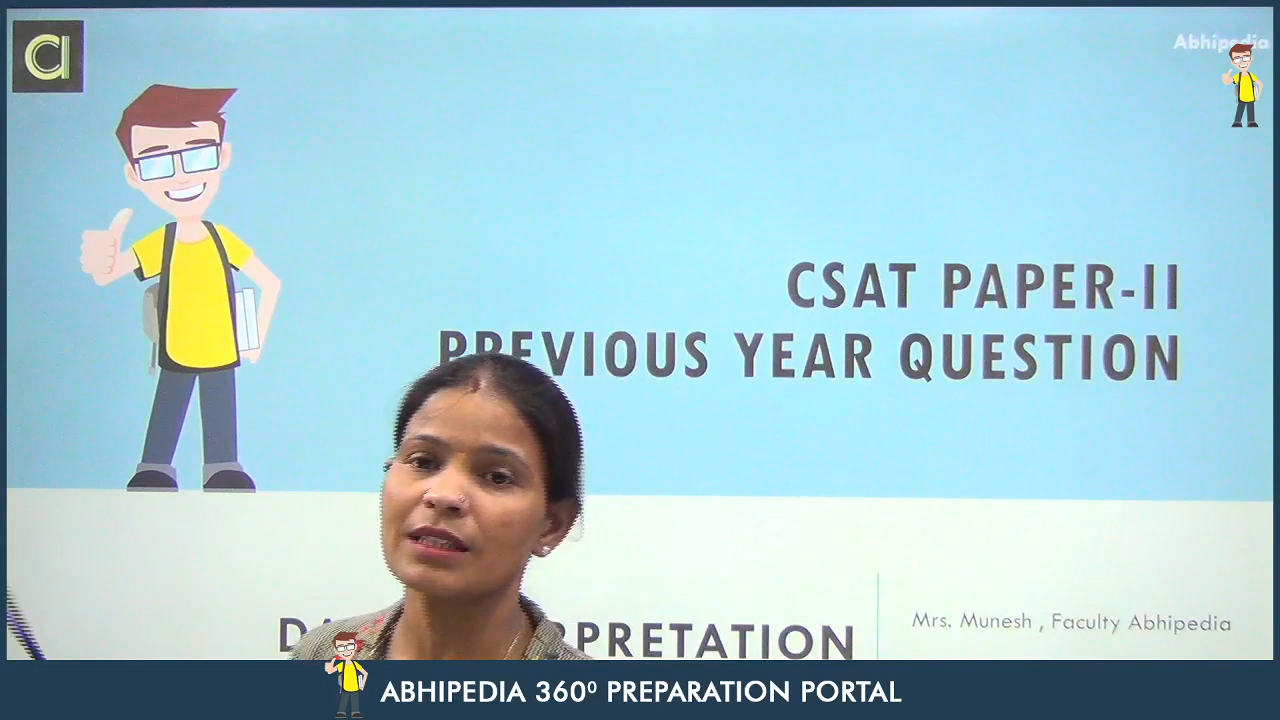 Abhipedia
CSAT PAPER-II
PREVIOUS YEAR QUESTION
Mrs. Munesh , Faculty Abhipedia
ABHIPEDIA 360⁰ PREPARATION PORTAL